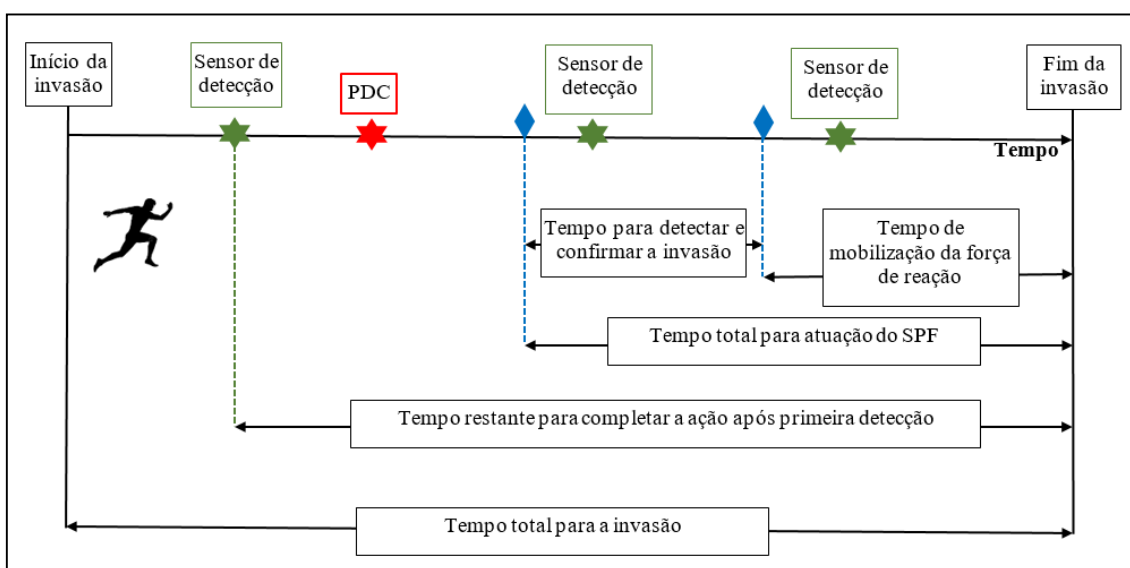 Início da
invasão
Sensor de
detecção
PDC
Sensor de
detecção
Sensor de
detecção
Fim da
invasão
Tempo
Tempo para detectar e
confirmar a invasão
Tempo de
mobilização da força
de reação
Tempo total para atuação do SPF
Tempo restante para completar a ação após primeira detecção
Tempo total para a invasão